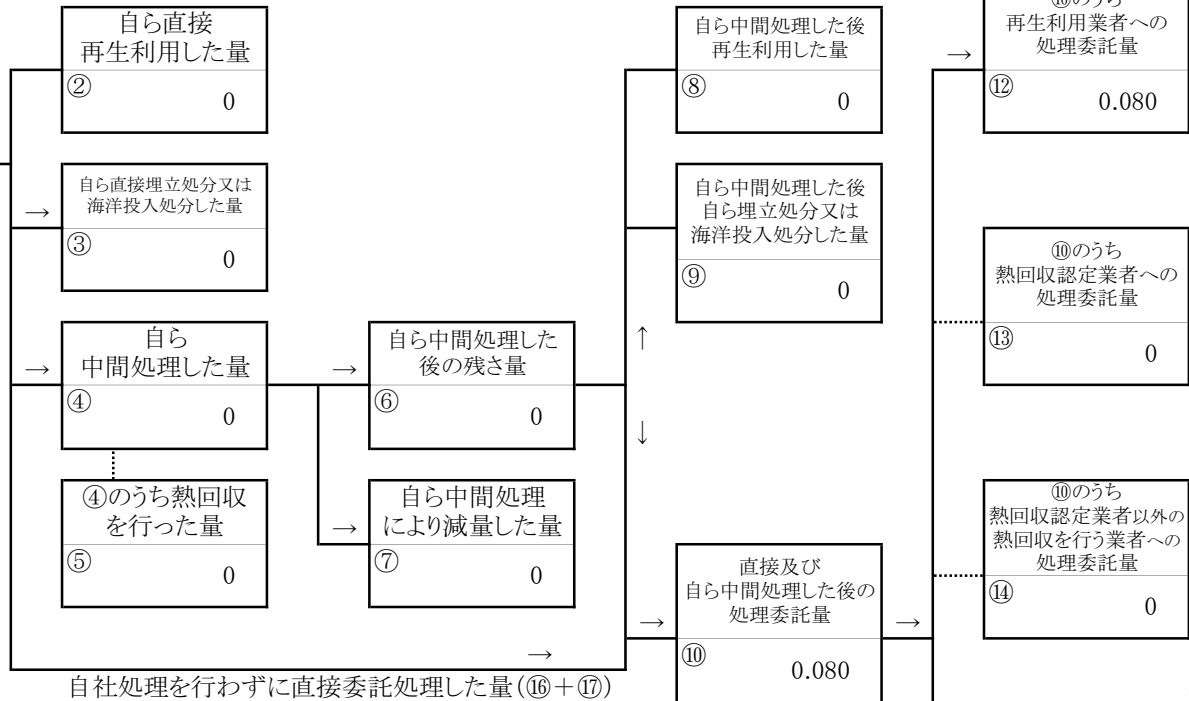 自ら直接
再生利用した量
②
0
自ら直接埋立処分又は
海洋投入処分した量
→
③
0
自ら
中間処理した量
→
④
0
④のうち熱回収
を行った量
⑤
0
自ら中間処理した
後の残さ量
→
⑥
0
自ら中間処理
により減量した量
→
⑦
0
→
自社処理を行わずに直接委託処理した量(⑯+⑰)
自ら中間処理した後
再生利用した量
⑧
0
自ら中間処理した後
自ら埋立処分又は
海洋投入処分した量
⑨
0
↑
↓
直接及び
自ら中間処理した後の
処理委託量
→
⑩
0.080
→
⑩のうち
再生利用業者への
処理委託量
→
⑫
0.080
⑩のうち
熱回収認定業者への
処理委託量
⑬
0
⑩のうち
熱回収認定業者以外の
熱回収を行う業者への
処理委託量
⑭
0